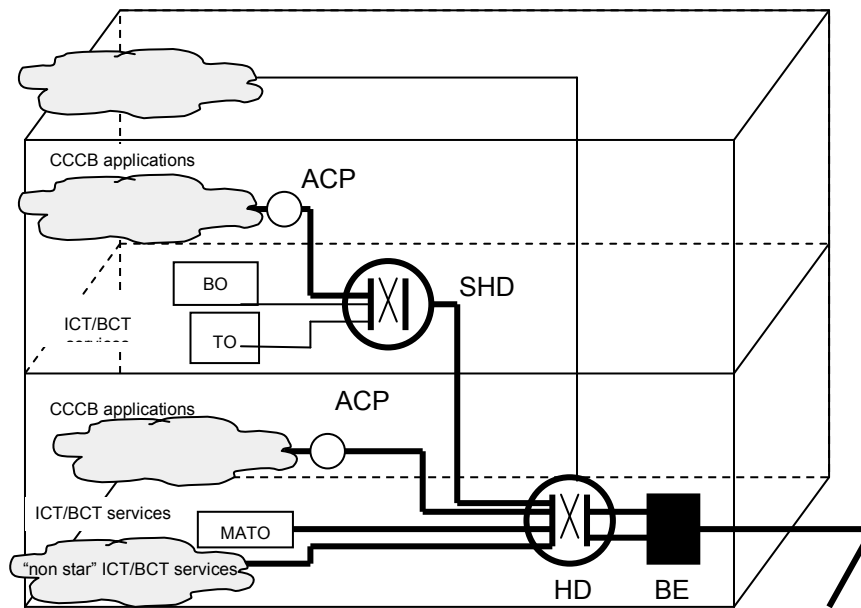 CCCB applications
ACP
BO
SHD
ICT/BCT
TO
CCCB applications
ACP
ICT/BCT services
MATO
“non star” ICT/BCT services
HD
BE